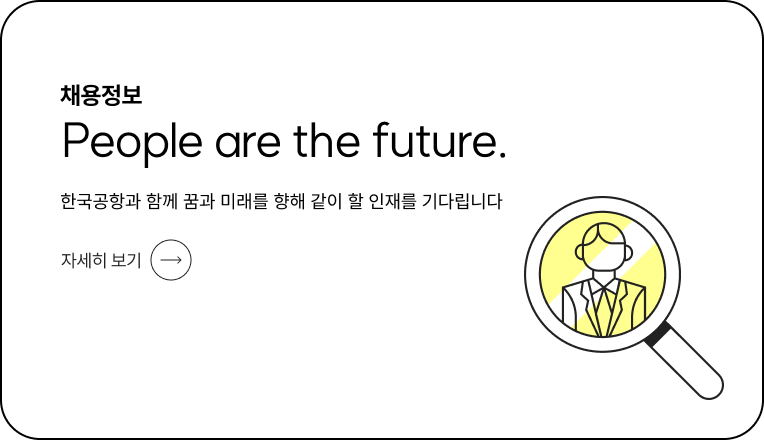 채용정보
People are the future.
한국공항과 함께 꿈과 미래를 향해 같이 할 인재를 기다립니다
자세히 보기